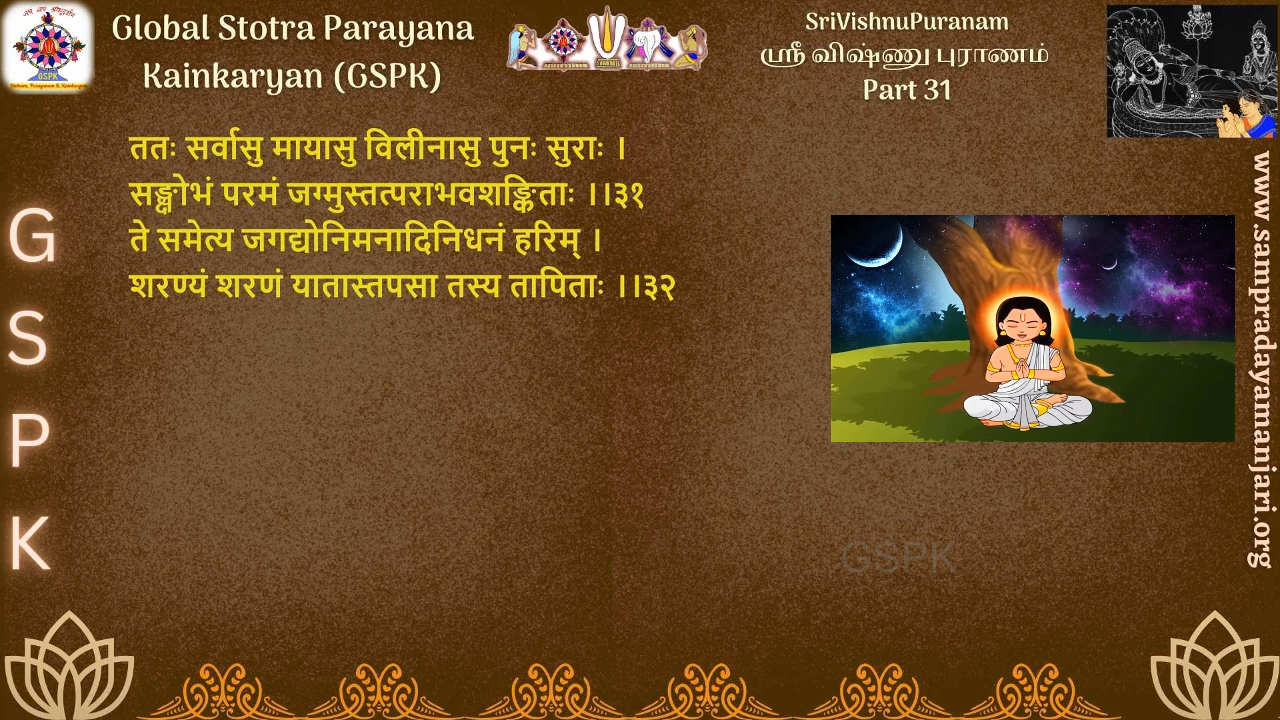 Global Stotra Parayana
Kainkaryan (GSPK)
SriVishnuPuranam
ஸ்ரீ விஷ்ணு புராணம்
Part 31
ततः सर्वासु मायासु विलीनासु पुनः सुराः ।
सङ्क्षोभं परमं जग्मुस्तत्पराभवशङ्किताः ।।३१
ते समेत्य जगद्योनिमनादिनिधनं हरिम् ।
शरण्यं शरणं यातास्तपसा तस्य तापिताः ।।३२
G
S
P
K
www.sampradayamanjari.org
GSPK
GSPK